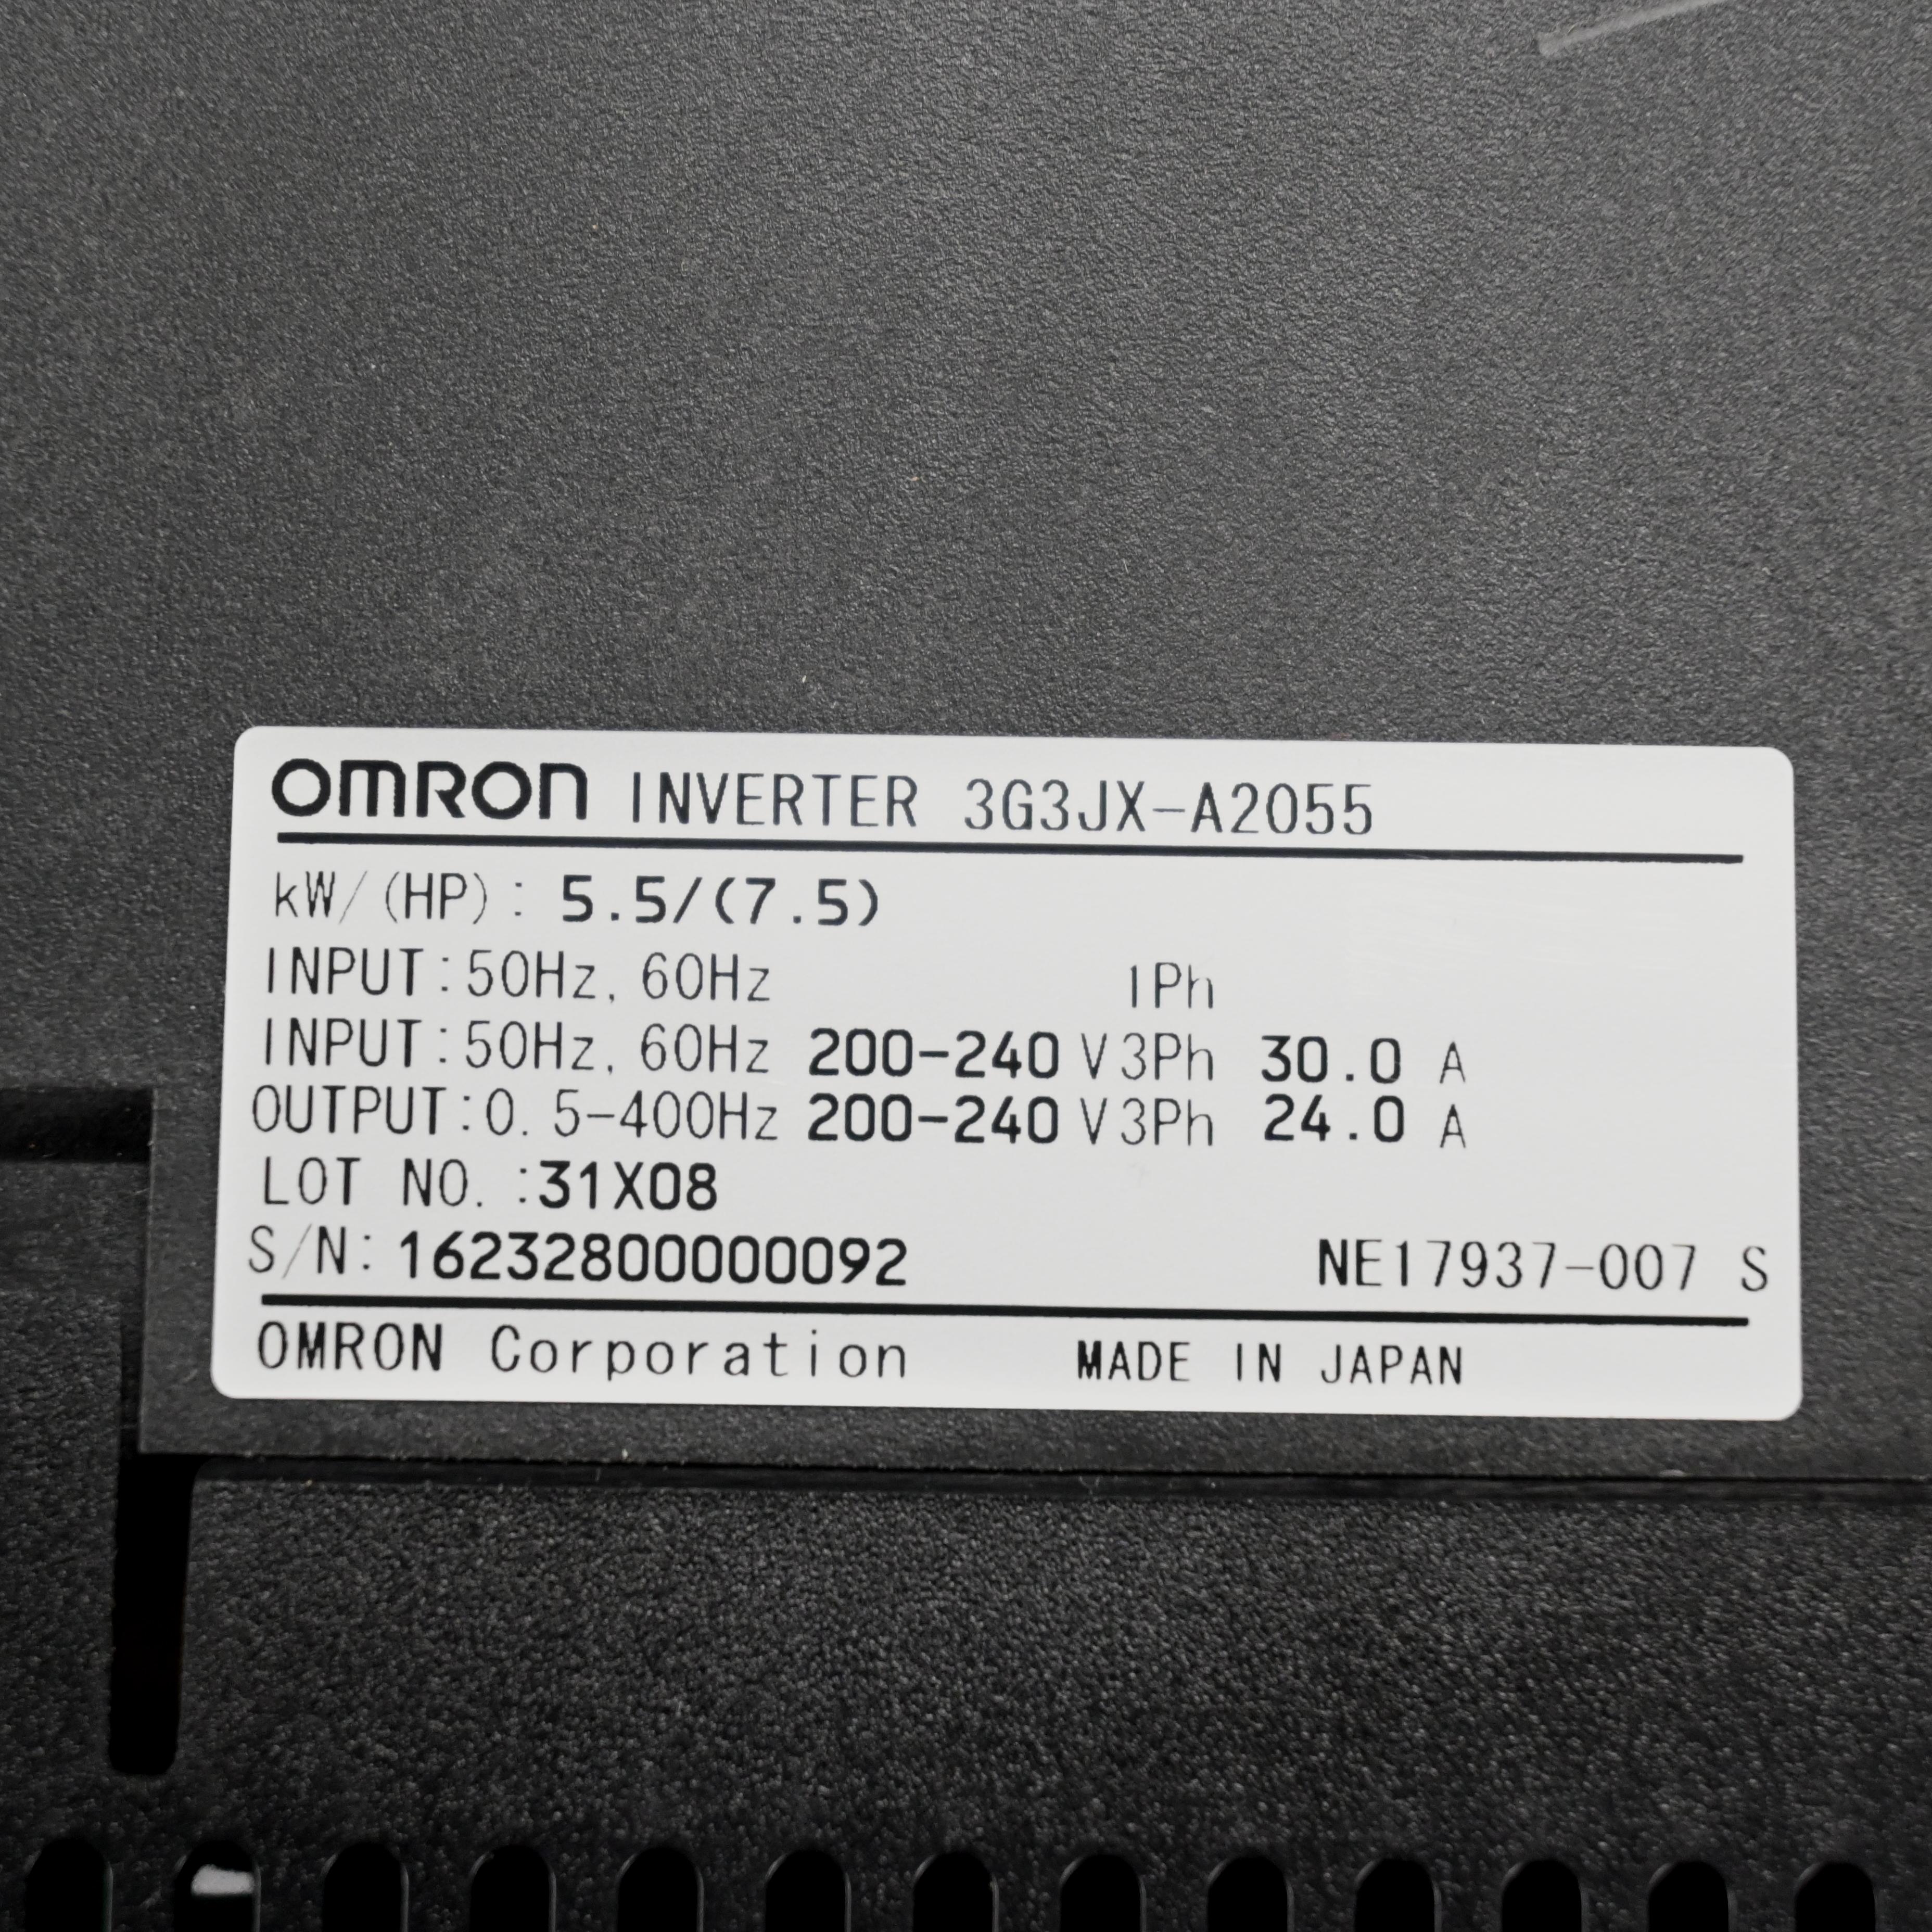 OMRON INVERTER 3G3JX-A2055
kW/(HP): 5.5/(7.5)
INPUT:50Hz, 60Hz 1Ph
INPUT:50Hz, 60Hz 200-240 V 3Ph 30.0 A
OUTPUT:0.5-400Hz 200-240 V 3Ph 24.0 A
LOT NO. :31X08
S/N: 16232800000092 NE17937-007 S
OMRON Corporation MADE IN JAPAN